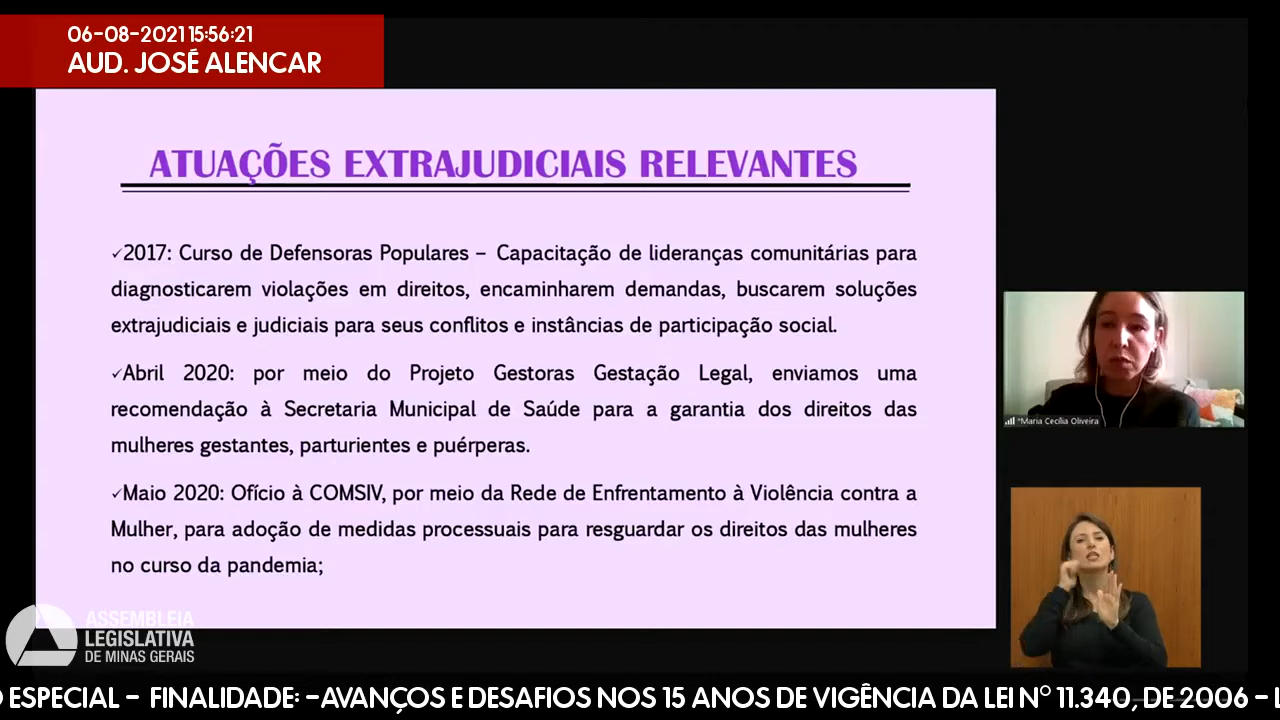 06-08-2021 15:56:21
AUD. JOSÉ ALENCAR
ATUAÇÕES EXTRAJUDICIAIS RELEVANTES
✓2017: Curso de Defensoras Populares – Capacitação de lideranças comunitárias para
diagnosticarem violações em direitos, encaminharem demandas, buscarem soluções
extrajudiciais e judiciais para seus conflitos e instâncias de participação social.
✓Abril 2020: por meio do Projeto Gestoras Gestação Legal, enviamos uma
recomendação à Secretaria Municipal de Saúde para a garantia dos direitos das
mulheres gestantes, parturientes e puérperas.
✓Maio 2020: Ofício à COMSIV, por meio da Rede de Enfrentamento à Violência contra a
Mulher, para adoção de medidas processuais para resguardar os direitos das mulheres
no curso da pandemia;
*Maria Cecília Oliveira
ASSEMBLEIA
LEGISLATIVA
DE MINAS GERAIS
O ESPECIAL - FINALIDADE: -AVANÇOS E DESAFIOS NOS 15 ANOS DE VIGÊNCIA DA LEI Nº 11.340, DE 2006 -